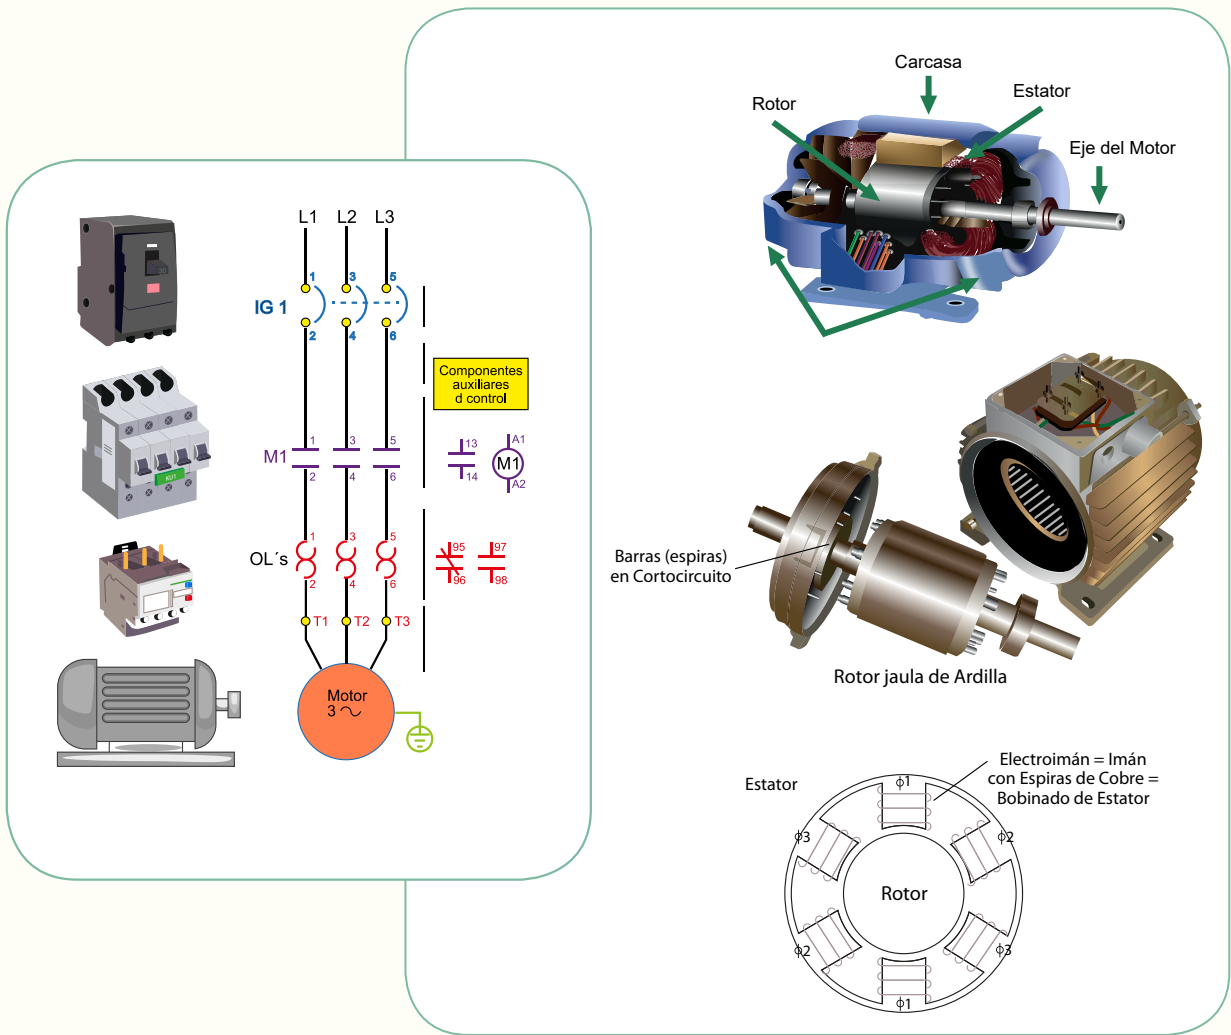 L1 L2 L3
1 3 5
IG 1
2 4 6
Componentes
auxiliares
d control
1 3 5
M1
2 4 6
13
14
A1
M1
A2
1 3 5
OL´s
2 4 6
95
96
97
98
T1 T2 T3
Motor
3
30
KU1
Carcasa
Rotor
Estator
Eje del Motor
Barras (espiras)
en Cortocircuito
Rotor jaula de Ardilla
Estator
Electroimán = Imán
con Espiras de Cobre =
Bobinado de Estator
ϕ1
ϕ3
ϕ2
Rotor
ϕ2
ϕ3
ϕ1